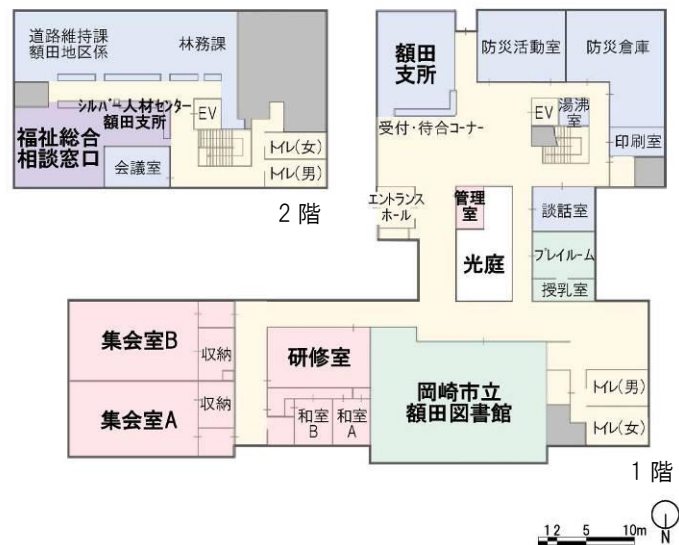 道路維持課
額田地区係
林務課
シルバー人材センター
額田支所
EV
福祉総合
相談窓口
会議室
トイレ(女)
トイレ(男)
2階
額田
支所
防災活動室
防災倉庫
受付・待合コーナー
EV
湯沸
室
印刷室
エントランス
ホール
管理
室
談話室
光庭
プレイルーム
授乳室
集会室B
収納
研修室
集会室A
収納
和室
B
和室
A
岡崎市立
額田図書館
トイレ(男)
トイレ(女)
1階
1 2 5 10m
N